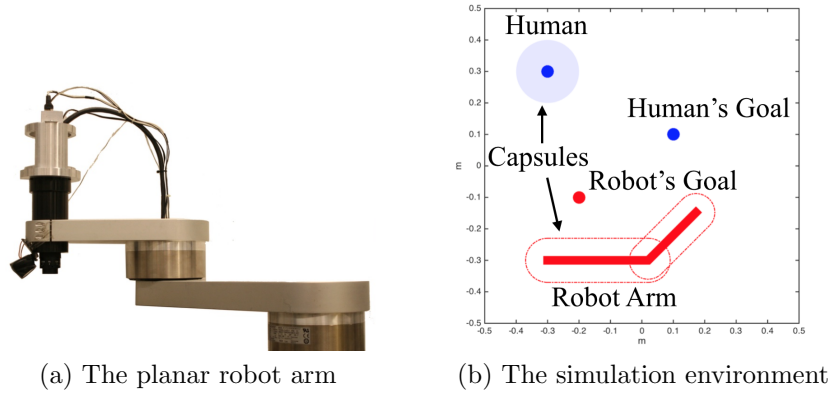 0.5
0.4
0.3
0.2
0.1
0
-0.1
-0.2
-0.3
-0.4
-0.5
m
Human
Human's Goal
Capsules
Robot's Goal
Robot Arm
-0.5 -0.4 -0.3 -0.2 -0.1 0 0.1 0.2 0.3 0.4 0.5
m
(a) The planar robot arm
(b) The simulation environment